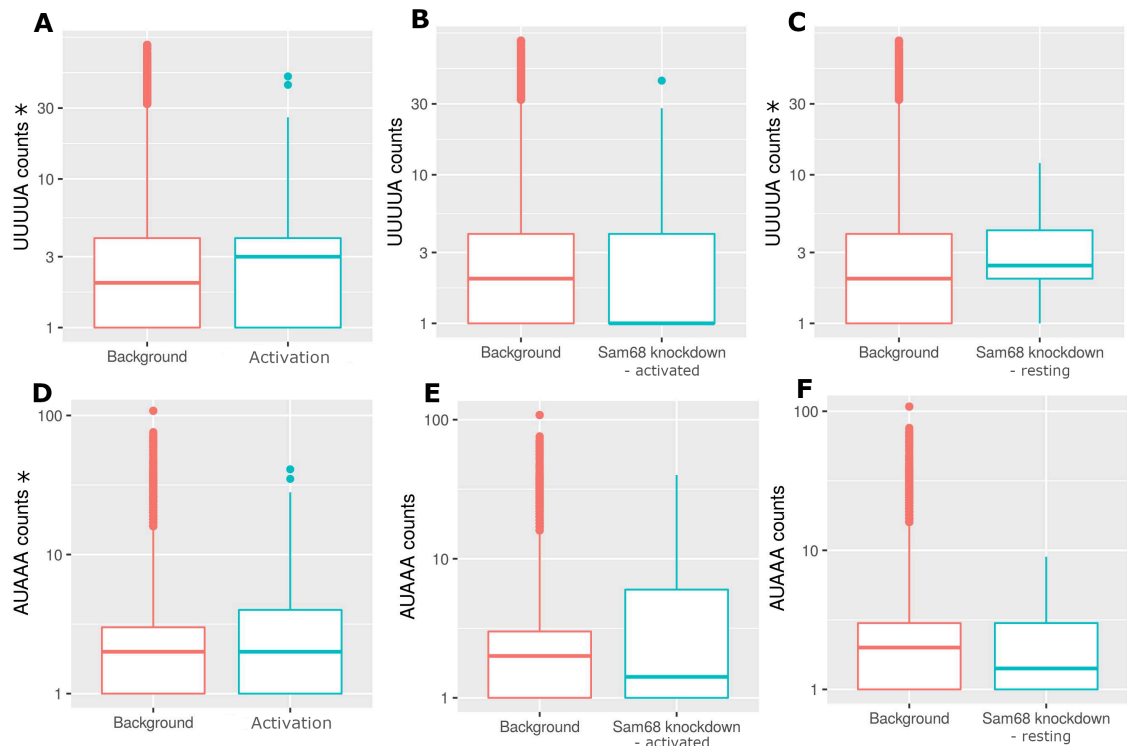 A
UUUUA counts *
30
10
3
1
Background
Activation
B
UUUUA counts
30
10
3
1
Background
Sam68 knockdown
- activated
C
UUUUA counts *
30
10
3
1
Background
Sam68 knockdown
- resting
D
AUAAA counts *
100
10
1
Background
Activation
E
AUAAA counts
100
10
1
Background
Sam68 knockdown
- activated
F
AUAAA counts
100
10
1
Background
Sam68 knockdown
- resting